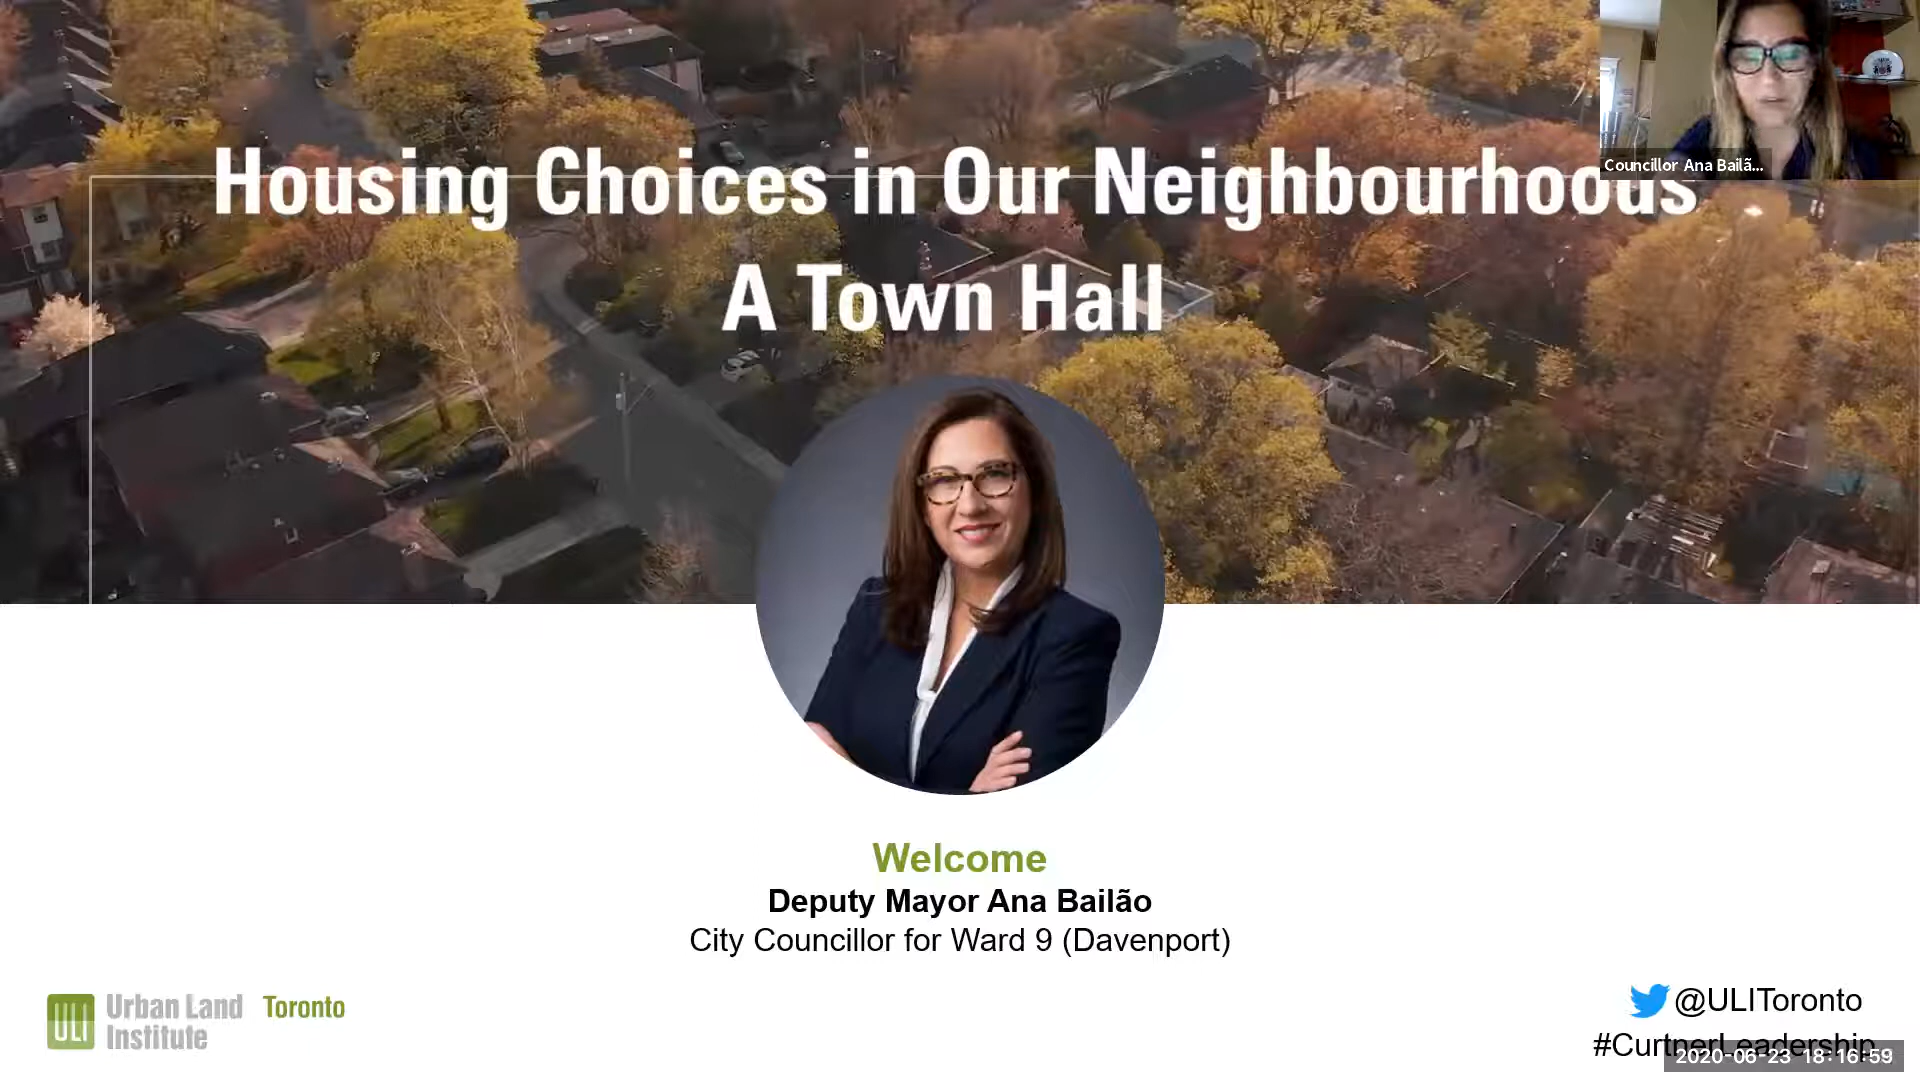 Housing Choices in Our Neighbourhoods
A Town Hall
Councillor Ana Bailã...
Welcome
Deputy Mayor Ana Bailão
City Councillor for Ward 9 (Davenport)
ULI Urban Land Institute Toronto
@ULIToronto
#CurtnerLeadership
2020-06-23 18:16:59